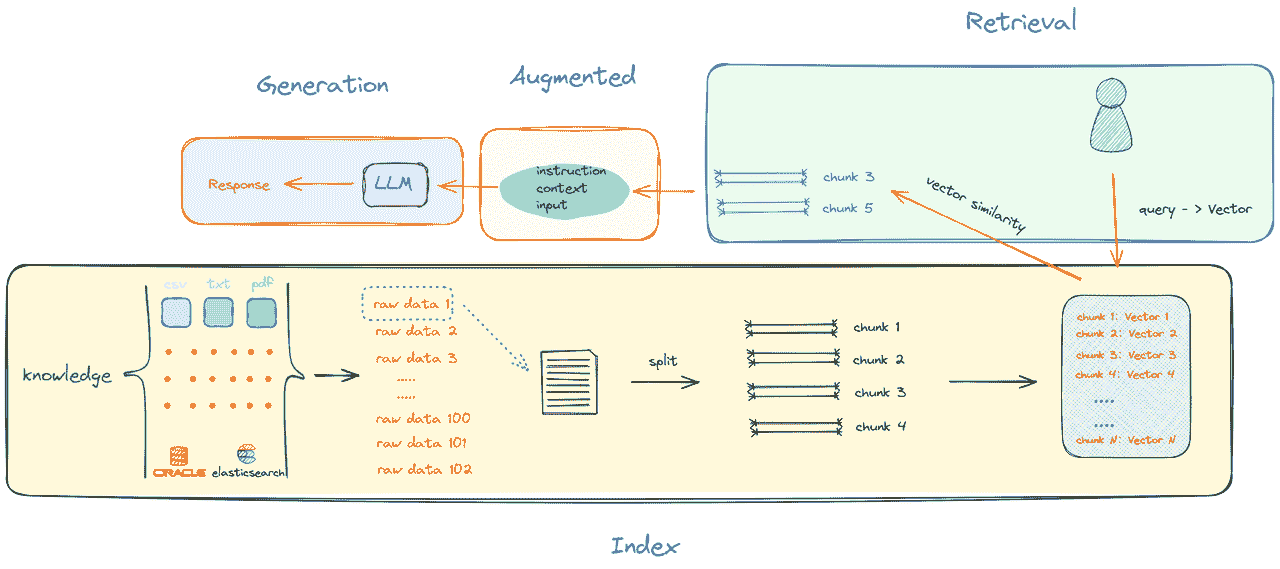 Retrieval
Augmented
Generation
instruction
context
input
LLM
Response
chunk 3
chunk 5
vector similarity
query - > Vector
knowledge
csv
txt
pdf
ORACLE
elasticsearch
raw data 1
raw data 2
raw data 3
.....
.....
raw data 100
raw data 101
raw data 102
split
chunk 1
chunk 2
chunk 3
chunk 4
chunk 1: Vector 1
chunk 2: Vector 2
chunk 3: Vector 3
chunk 4: Vector 4
....
....
chunk N: Vector N
Index